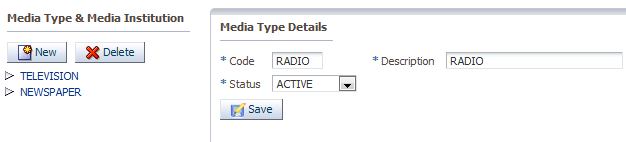 Media Type & Media Institution
New Delete
TELEVISION
NEWSPAPER
Media Type Details
* Code RADIO * Description RADIO
* Status ACTIVE
Save